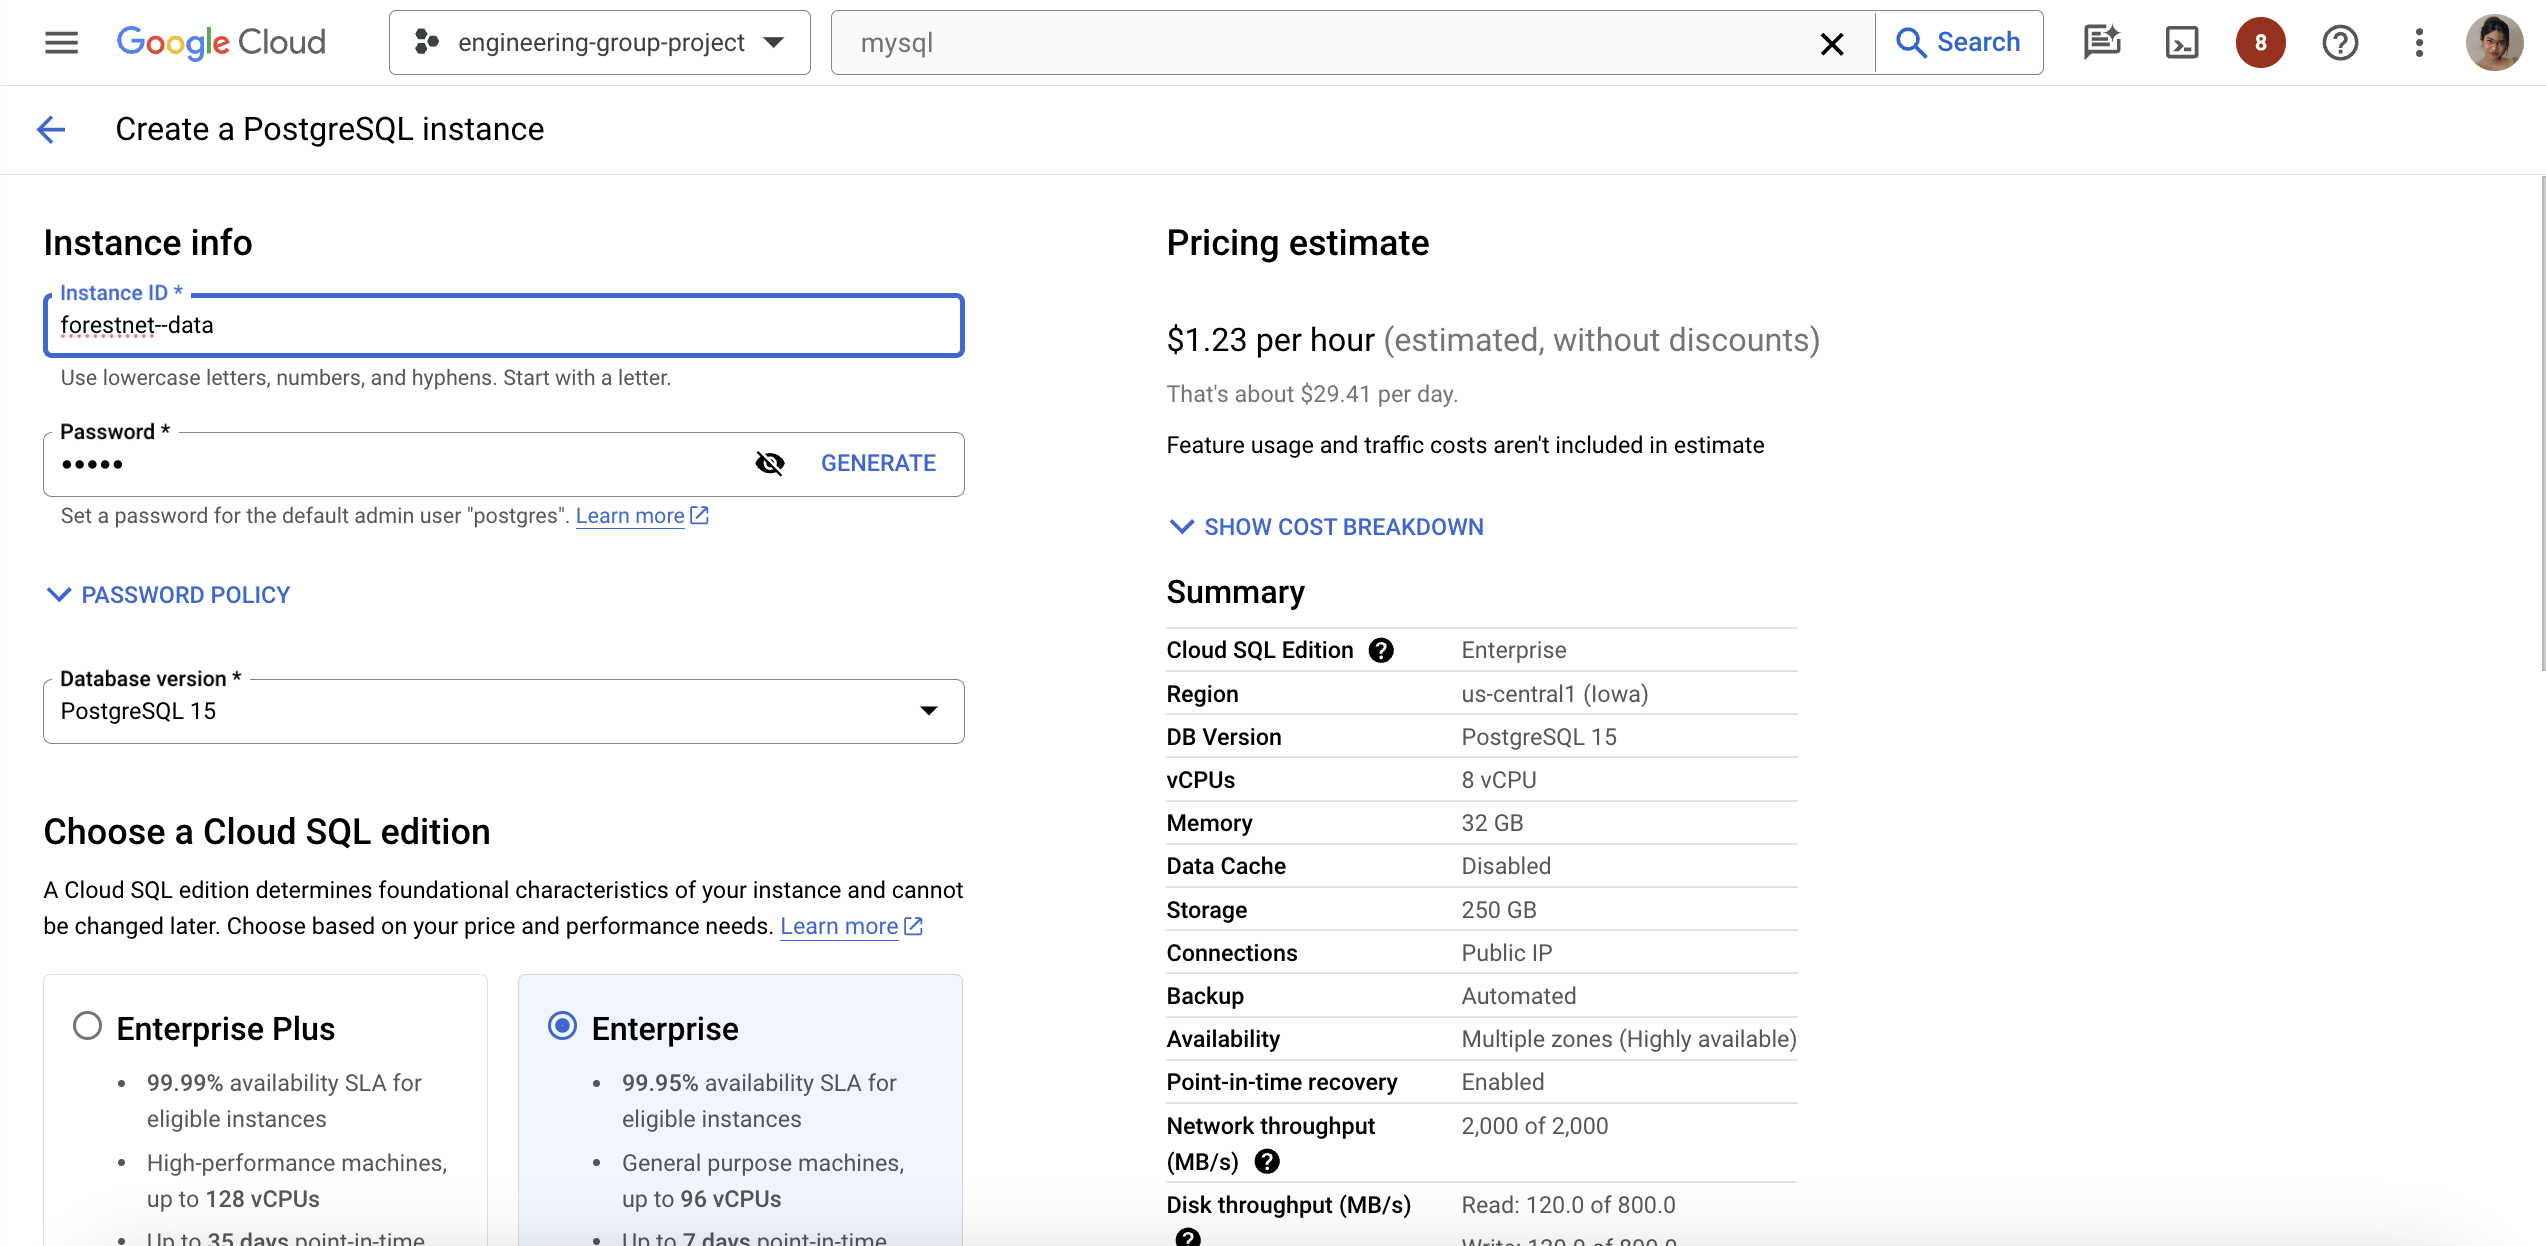 Google Cloud
engineering-group-project
mysql
Search
8
Create a PostgreSQL instance
Instance info
Instance ID *
forestnet--data
Use lowercase letters, numbers, and hyphens. Start with a letter.
Password *
•••••
GENERATE
Set a password for the default admin user "postgres". Learn more
PASSWORD POLICY
Database version *
PostgreSQL 15
Choose a Cloud SQL edition
A Cloud SQL edition determines foundational characteristics of your instance and cannot
be changed later. Choose based on your price and performance needs. Learn more
Enterprise Plus
• 99.99% availability SLA for
eligible instances
• High-performance machines,
up to 128 vCPUs
• Up to 35 days point-in-time
Enterprise
• 99.95% availability SLA for
eligible instances
• General purpose machines,
up to 96 vCPUs
• Up to 7 days point-in-time
Pricing estimate
$1.23 per hour (estimated, without discounts)
That's about $29.41 per day.
Feature usage and traffic costs aren't included in estimate
SHOW COST BREAKDOWN
Summary
Cloud SQL Edition ? Enterprise
Region us-central1 (Iowa)
DB Version PostgreSQL 15
vCPUs 8 vCPU
Memory 32 GB
Data Cache Disabled
Storage 250 GB
Connections Public IP
Backup Automated
Availability Multiple zones (Highly available)
Point-in-time recovery Enabled
Network throughput 2,000 of 2,000
(MB/s) ?
Disk throughput (MB/s) Read: 120.0 of 800.0
? Write: 120.0 of 800.0